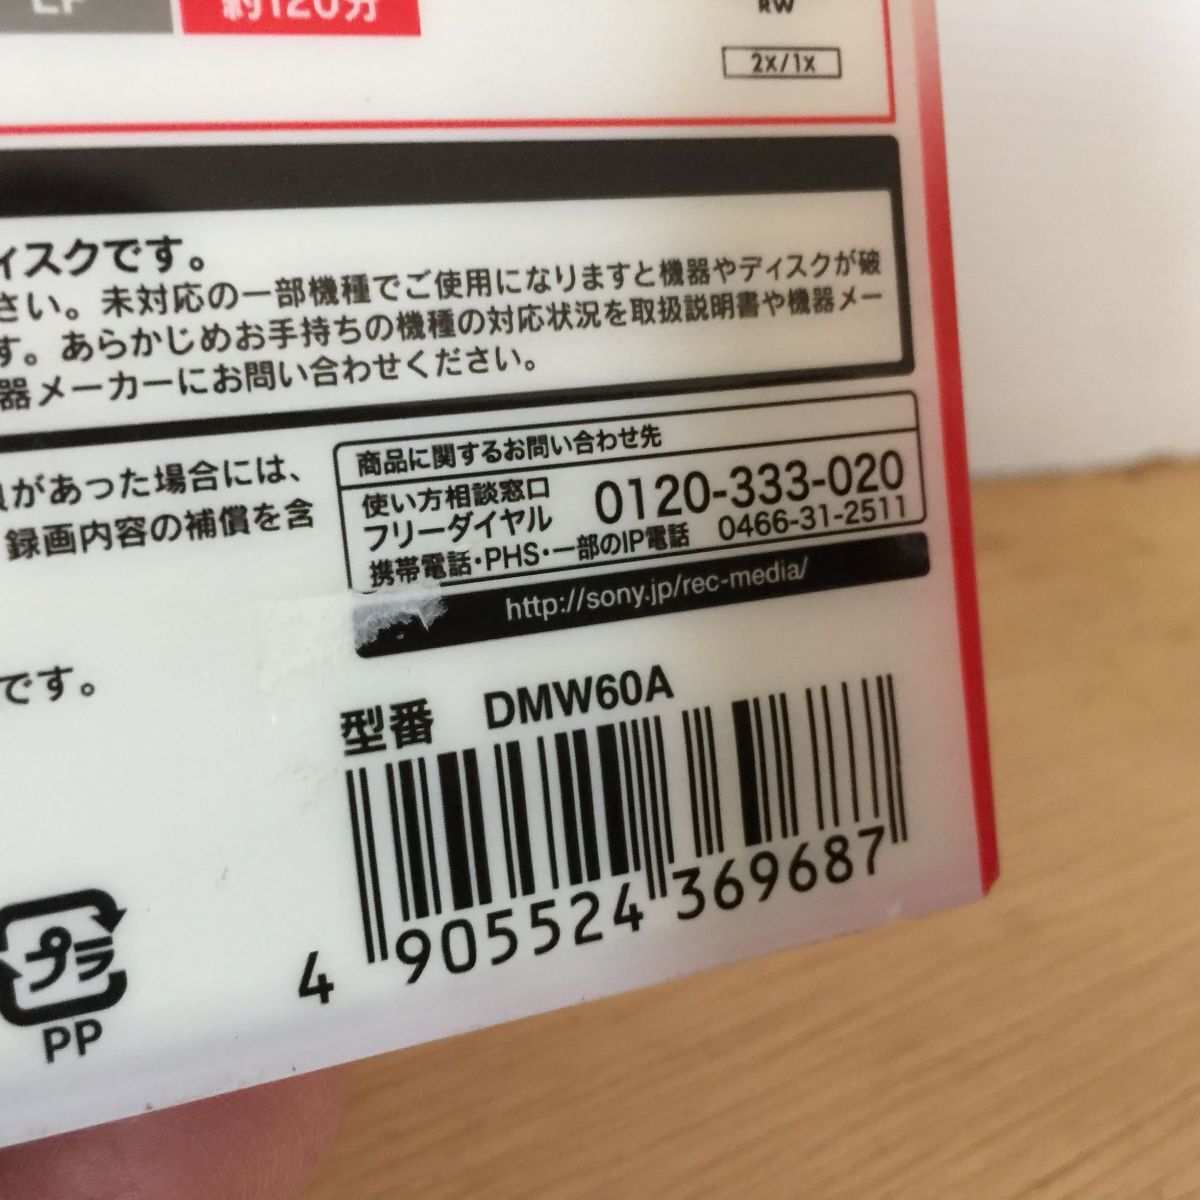 約120分
RW
2x/1x
ィスクです。
さい。未対応の一部機種でご使用になりますと機器やディスクが破
す。あらかじめお手持ちの機種の対応状況を取扱説明書や機器メー
器メーカーにお問い合わせください。
があった場合には、
録画内容の補償を含
です。
商品に関するお問い合わせ先
使い方相談窓口
フリーダイヤル
0120-333-020
携帯電話・PHS・一部のIP電話 0466-31-2511
http://sony.jp/rec-media/
型番 DMW60A
4 905524 369687
プラ
PP